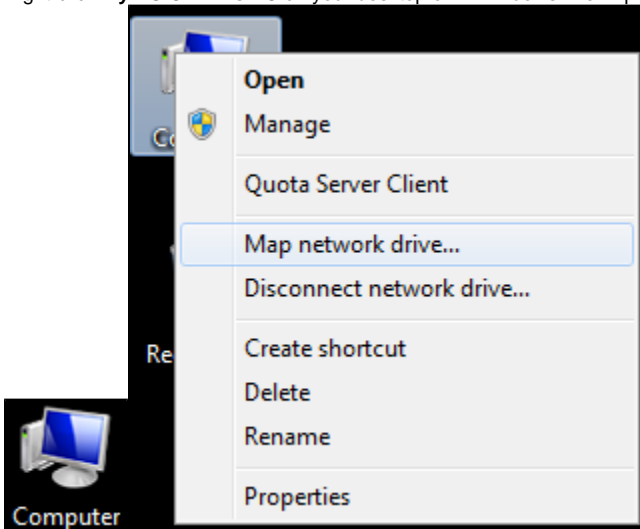 Open
Manage
Quota Server Client
Map network drive...
Disconnect network drive...
Create shortcut
Delete
Rename
Properties
Computer